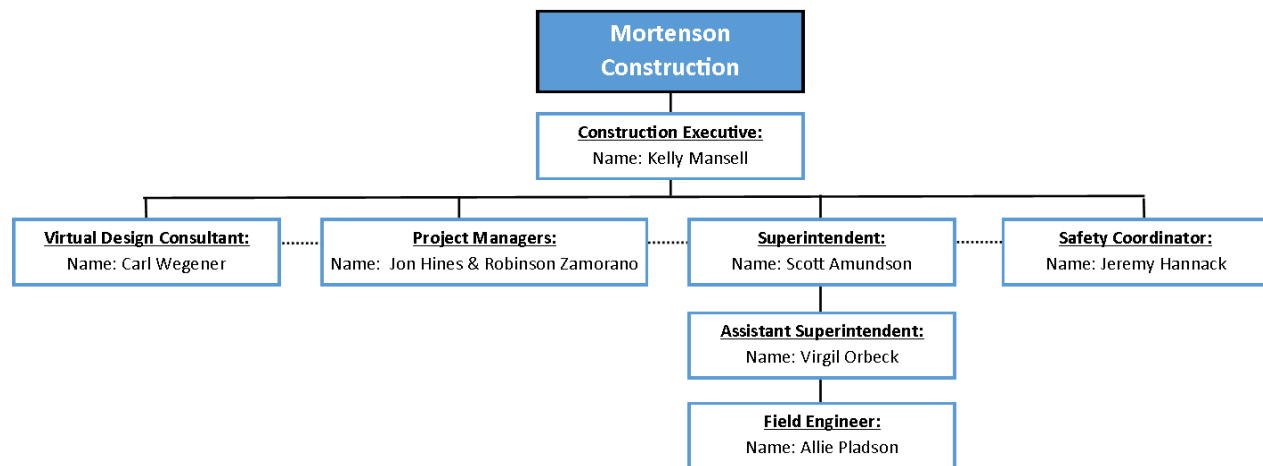 Mortenson
Construction
Construction Executive:
Name: Kelly Mansell
Virtual Design Consultant:
Name: Carl Wegener
Project Managers:
Name:  Jon Hines & Robinson Zamorano
Superintendent:
Name: Scott Amundson
Safety Coordinator:
Name: Jeremy Hannack
Assistant Superintendent:
Name: Virgil Orbeck
Field Engineer:
Name: Allie Pladson